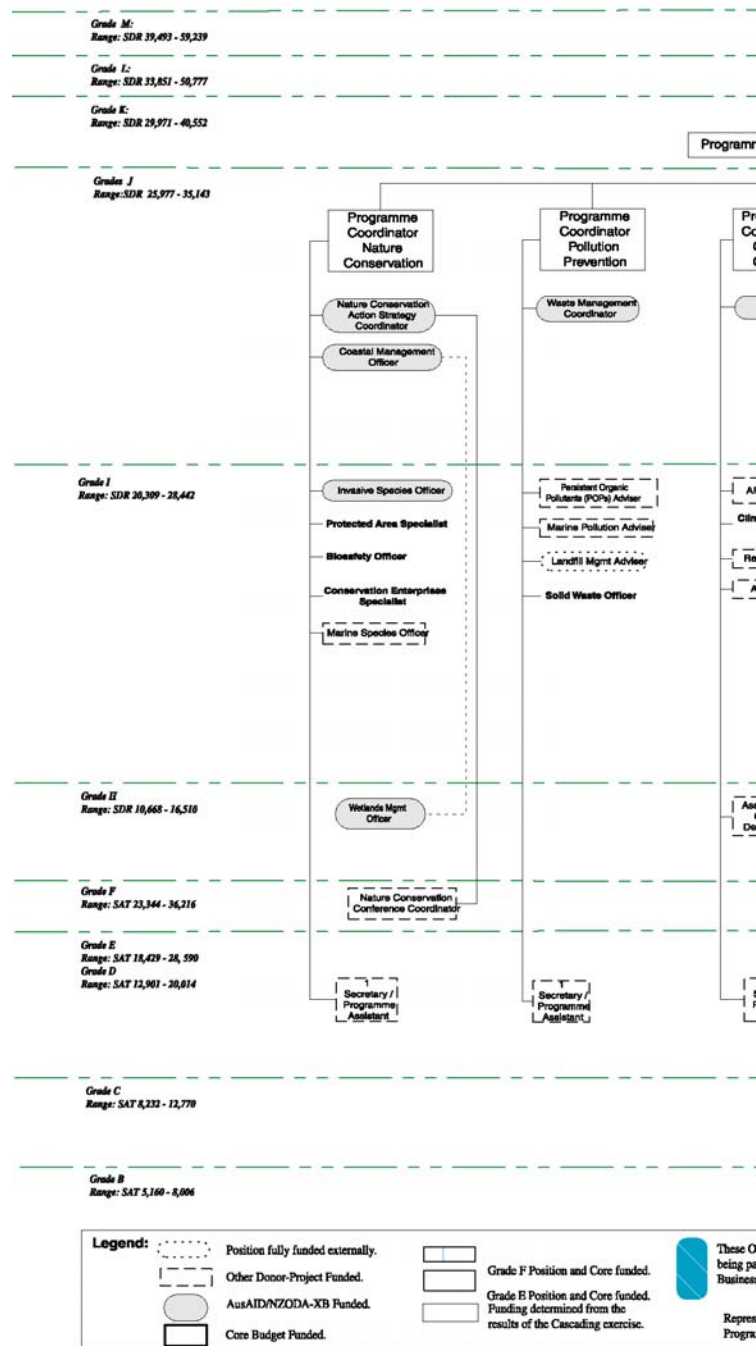 Grade M:
Range: SDR 39,493 - 59,239
Grade L:
Range: SDR 33,851 - 50,777
Grade K:
Range: SDR 29,971 - 40,552
Programm
Grades J
Range:SDR 25,977 - 35,143
Programme
Coordinator
Nature
Conservation
Programme
Coordinator
Pollution
Prevention
Nature Conservation
Action Strategy
Coordinator
Waste Management
Coordinator
Coastal Management
Officer
Grade I
Range: SDR 20,309 - 28,442
Invasive Species Officer
Protected Area Specialist
Biosafety Officer
Conservation Enterprises
Specialist
Marine Species Officer
Persistent Organic
Pollutants (POPs) Adviser
Marine Pollution Adviser
Landfill Mgmt Adviser
Solid Waste Officer
Grade H
Range: SDR 10,668 - 16,510
Wetlands Mgmt
Officer
Grade F
Range: SAT 23,344 - 36,216
Nature Conservation
Conference Coordinator
Grade E
Range: SAT 18,429 - 28, 590
Grade D
Range: SAT 12,901 - 20,014
1
Secretary /
Programme
Assistant
1
Secretary /
Programme
Assistant
Grade C
Range: SAT 8,232 - 12,770
Grade B
Range: SAT 5,160 - 8,006
Legend:
Position fully funded externally.
Other Donor-Project Funded.
AusAID/NZODA-XB Funded.
Core Budget Funded.
Grade F Position and Core funded.
Grade E Position and Core funded.
Funding determined from the
results of the Cascading exercise.
These O
being pa
Business
Repres
Progra